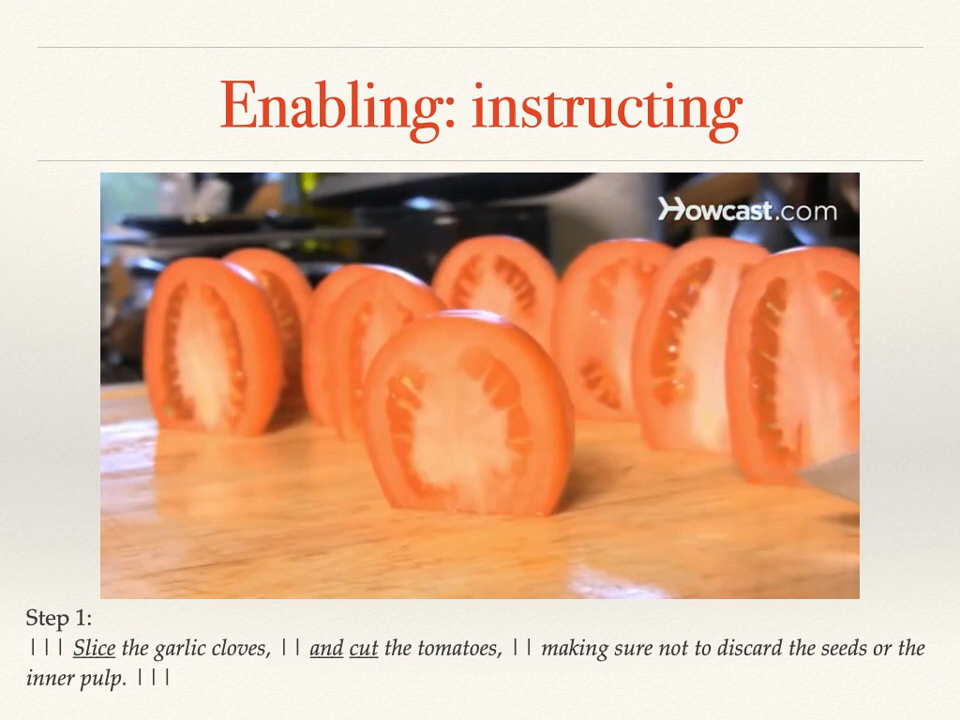 Enabling: instructing
Howcast.com
Step 1:
||| Slice the garlic cloves, || and cut the tomatoes, || making sure not to discard the seeds or the
inner pulp. |||